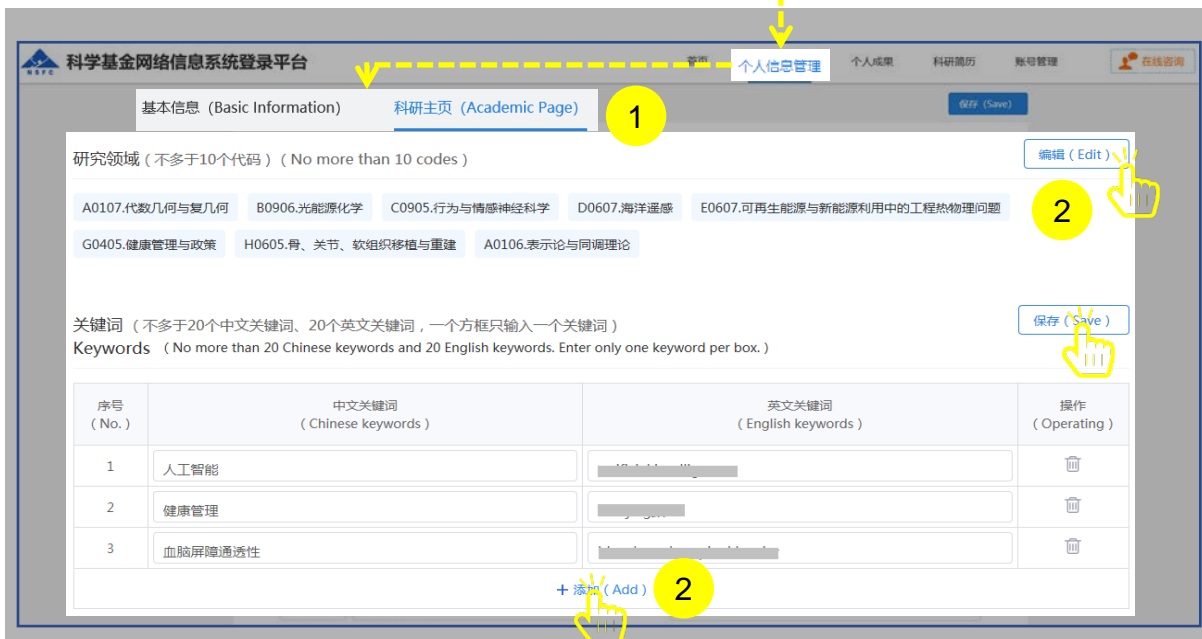 NSFC 科学基金网络信息系统登录平台 首页 个人信息管理 个人成果 科研简历 账号管理 在线咨询
基本信息（Basic Information） 科研主页（Academic Page） 1 保存 (Save)
研究领域（不多于10个代码）（No more than 10 codes） 编辑（Edit）
A0107.代数几何与复几何 B0906.光能源化学 C0905.行为与情感神经科学 D0607.海洋遥感 E0607.可再生能源与新能源利用中的工程热物理问题 2
G0405.健康管理与政策 H0605.骨、关节、软组织移植与重建 A0106.表示论与同调理论
关键词（不多于20个中文关键词、20个英文关键词，一个方框只输入一个关键词） 保存（Save）
Keywords （No more than 20 Chinese keywords and 20 English keywords. Enter only one keyword per box.）
序号 中文关键词 英文关键词 操作
（No.） （Chinese keywords） （English keywords） （Operating）
1 人工智能
2 健康管理
3 血脑屏障通透性
+ 添加（Add） 2